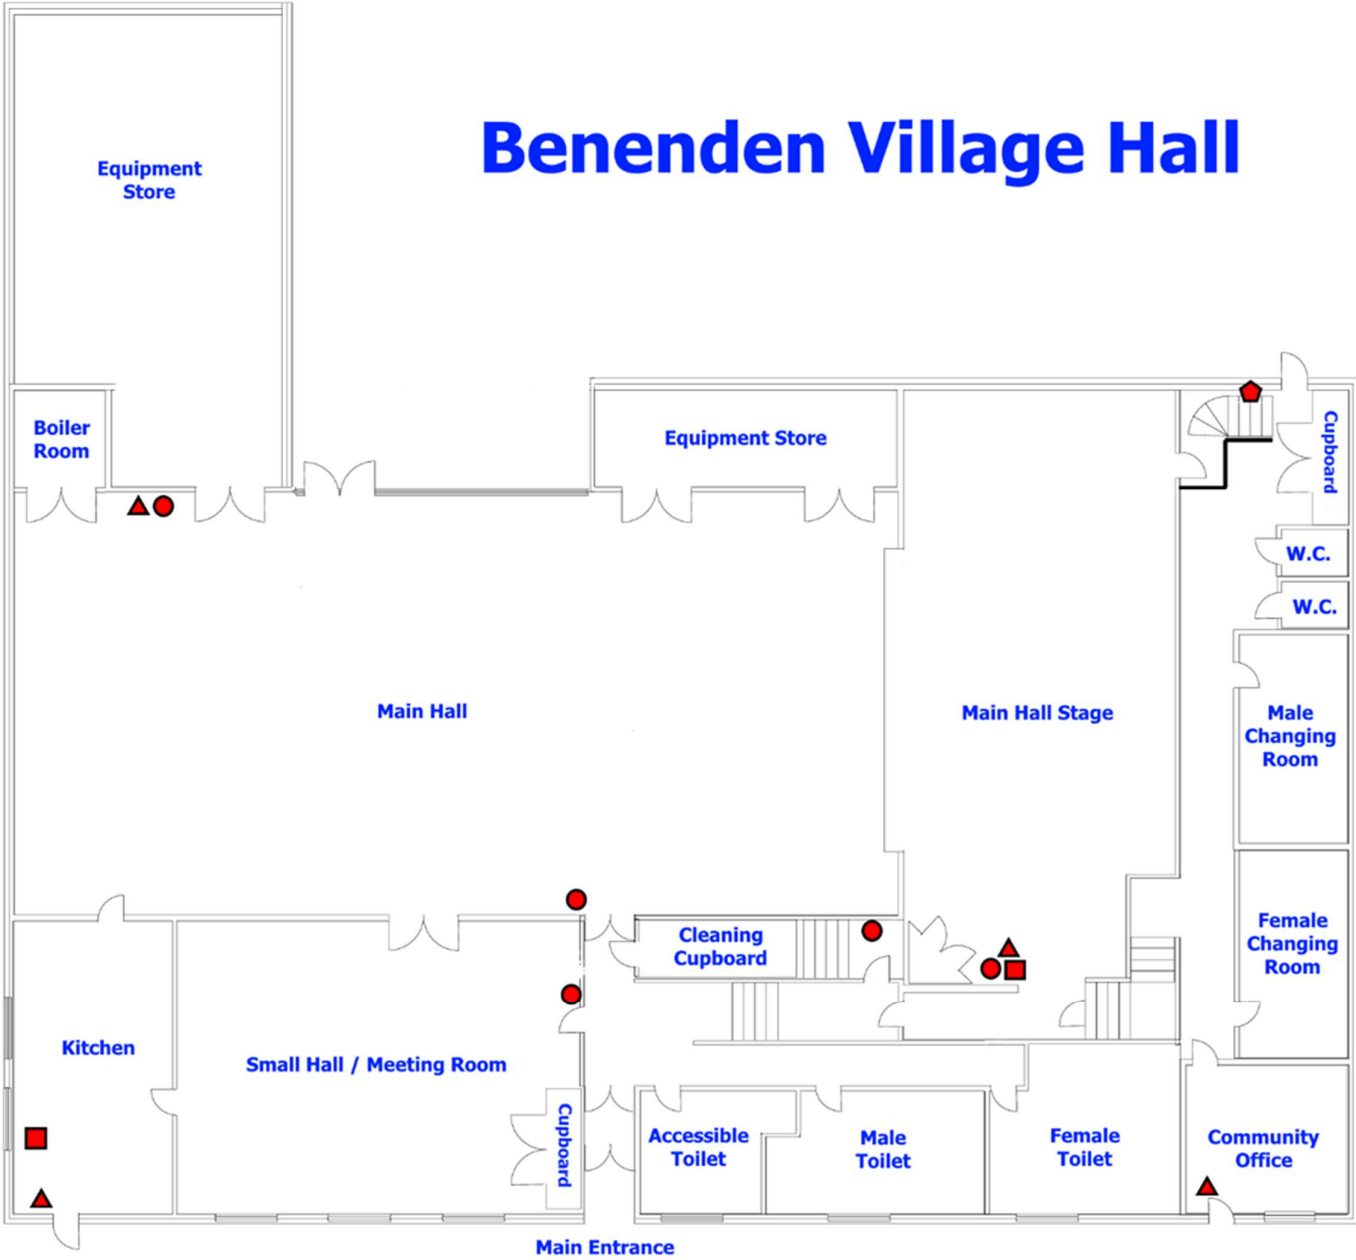 Benenden Village Hall
Equipment
Store
Boiler
Room
Equipment Store
Cupboard
W.C.
W.C.
Main Hall
Main Hall Stage
Male
Changing
Room
Female
Changing
Room
Cleaning
Cupboard
Kitchen
Small Hall / Meeting Room
Cupboard
Accessible
Toilet
Male
Toilet
Female
Toilet
Community
Office
Main Entrance